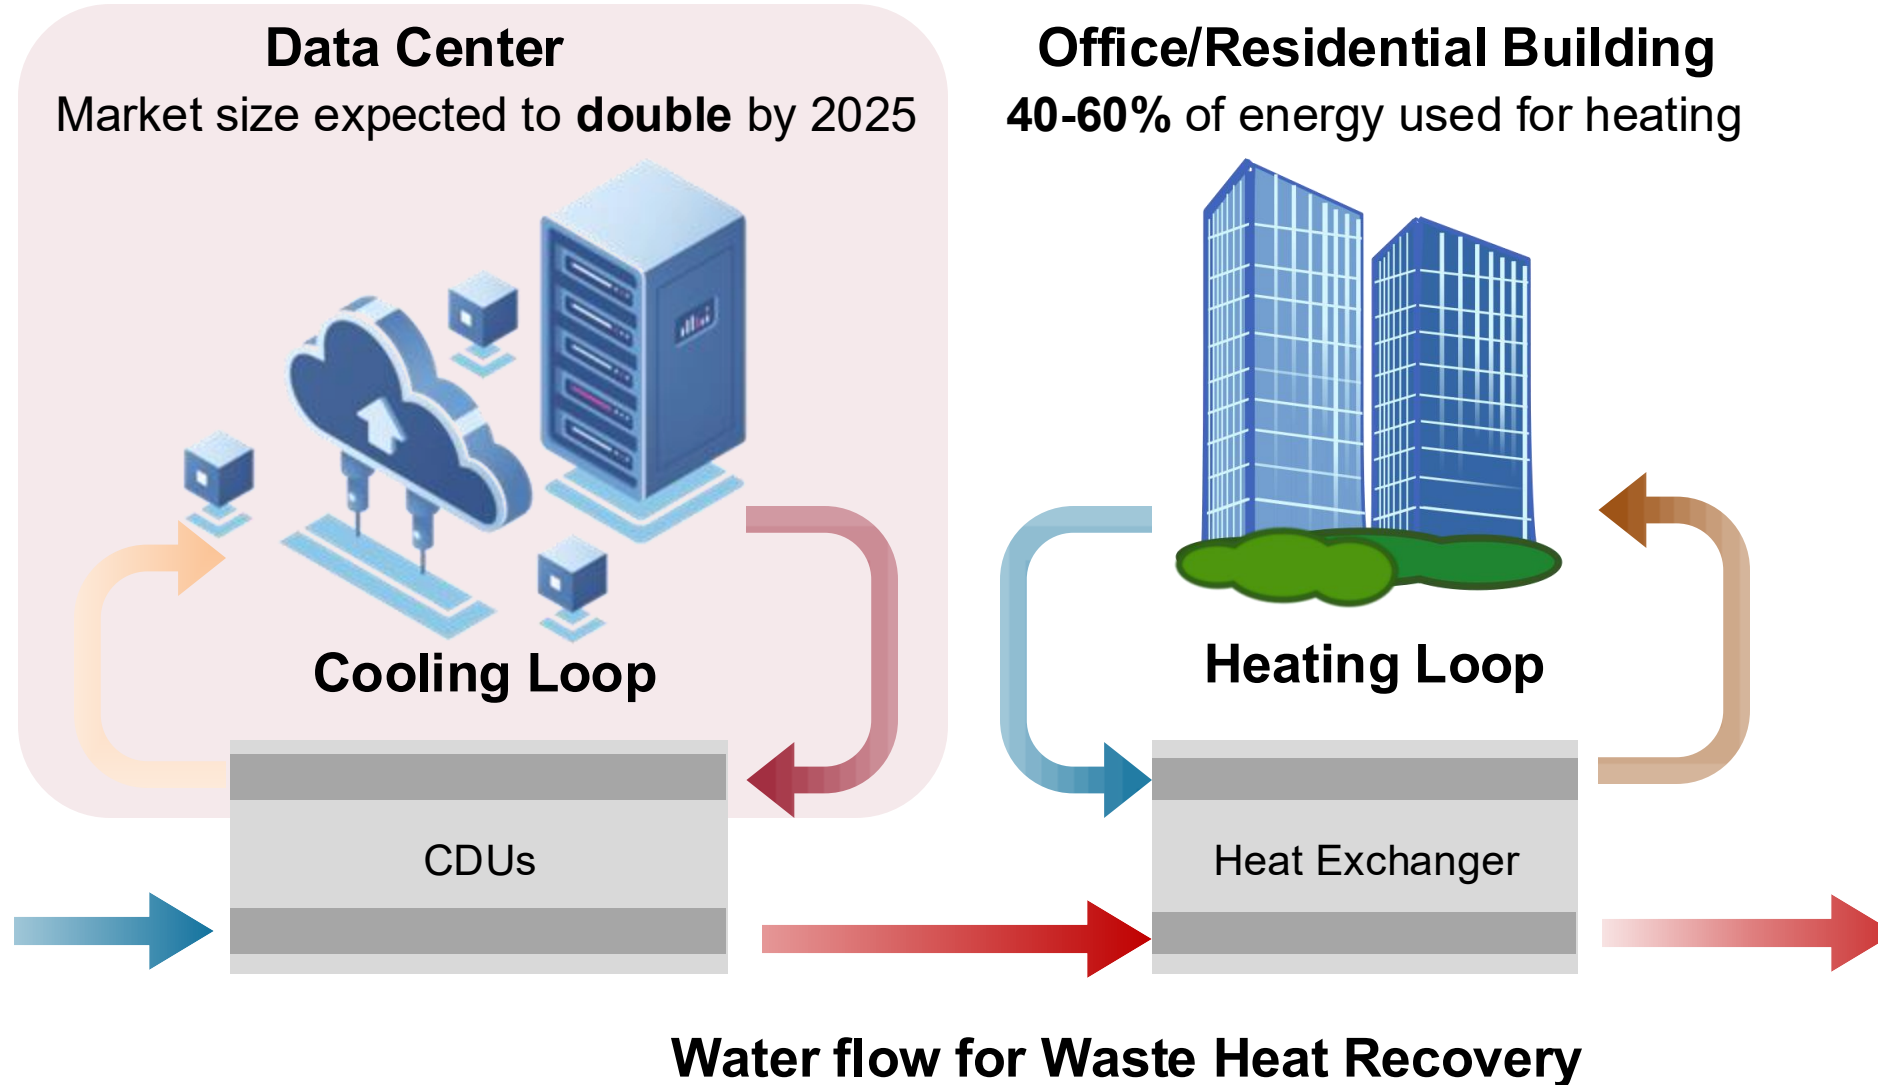 Data Center
Market size expected to double by 2025
Office/Residential Building
40-60% of energy used for heating
Cooling Loop
Heating Loop
CDUs
Heat Exchanger
Water flow for Waste Heat Recovery